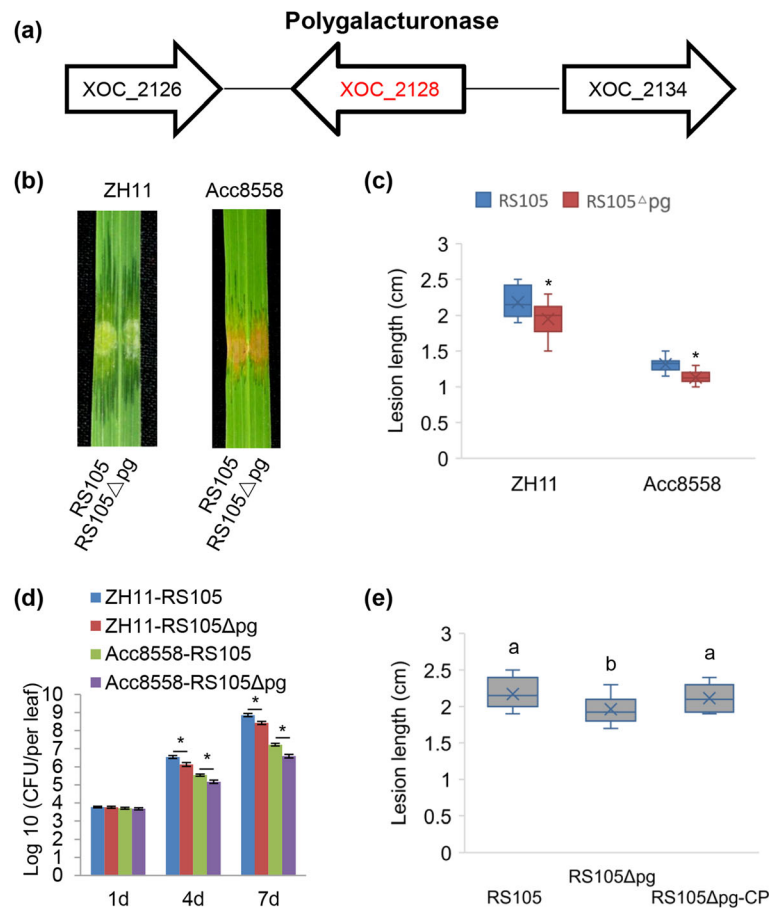 Polygalacturonase
(a)
XOC_2126 XOC_2128 XOC_2134
(b)
ZH11 Acc8558
RS105
RS105△pg
RS105
RS105△pg
(c)
RS105 RS105△pg
Lesion length (cm)
3
2.5
2
1.5
1
0.5
0
* *
ZH11 Acc8558
(d)
ZH11-RS105
ZH11-RS105Δpg
Acc8558-RS105
Acc8558-RS105Δpg
Log 10 (CFU/per leaf)
10
9
8
7
6
5
4
3
2
1
0
* * * *
1d 4d 7d
(e)
Lesion length (cm)
3
2.5
2
1.5
1
0.5
0
a b a
RS105 RS105Δpg RS105Δpg-CP